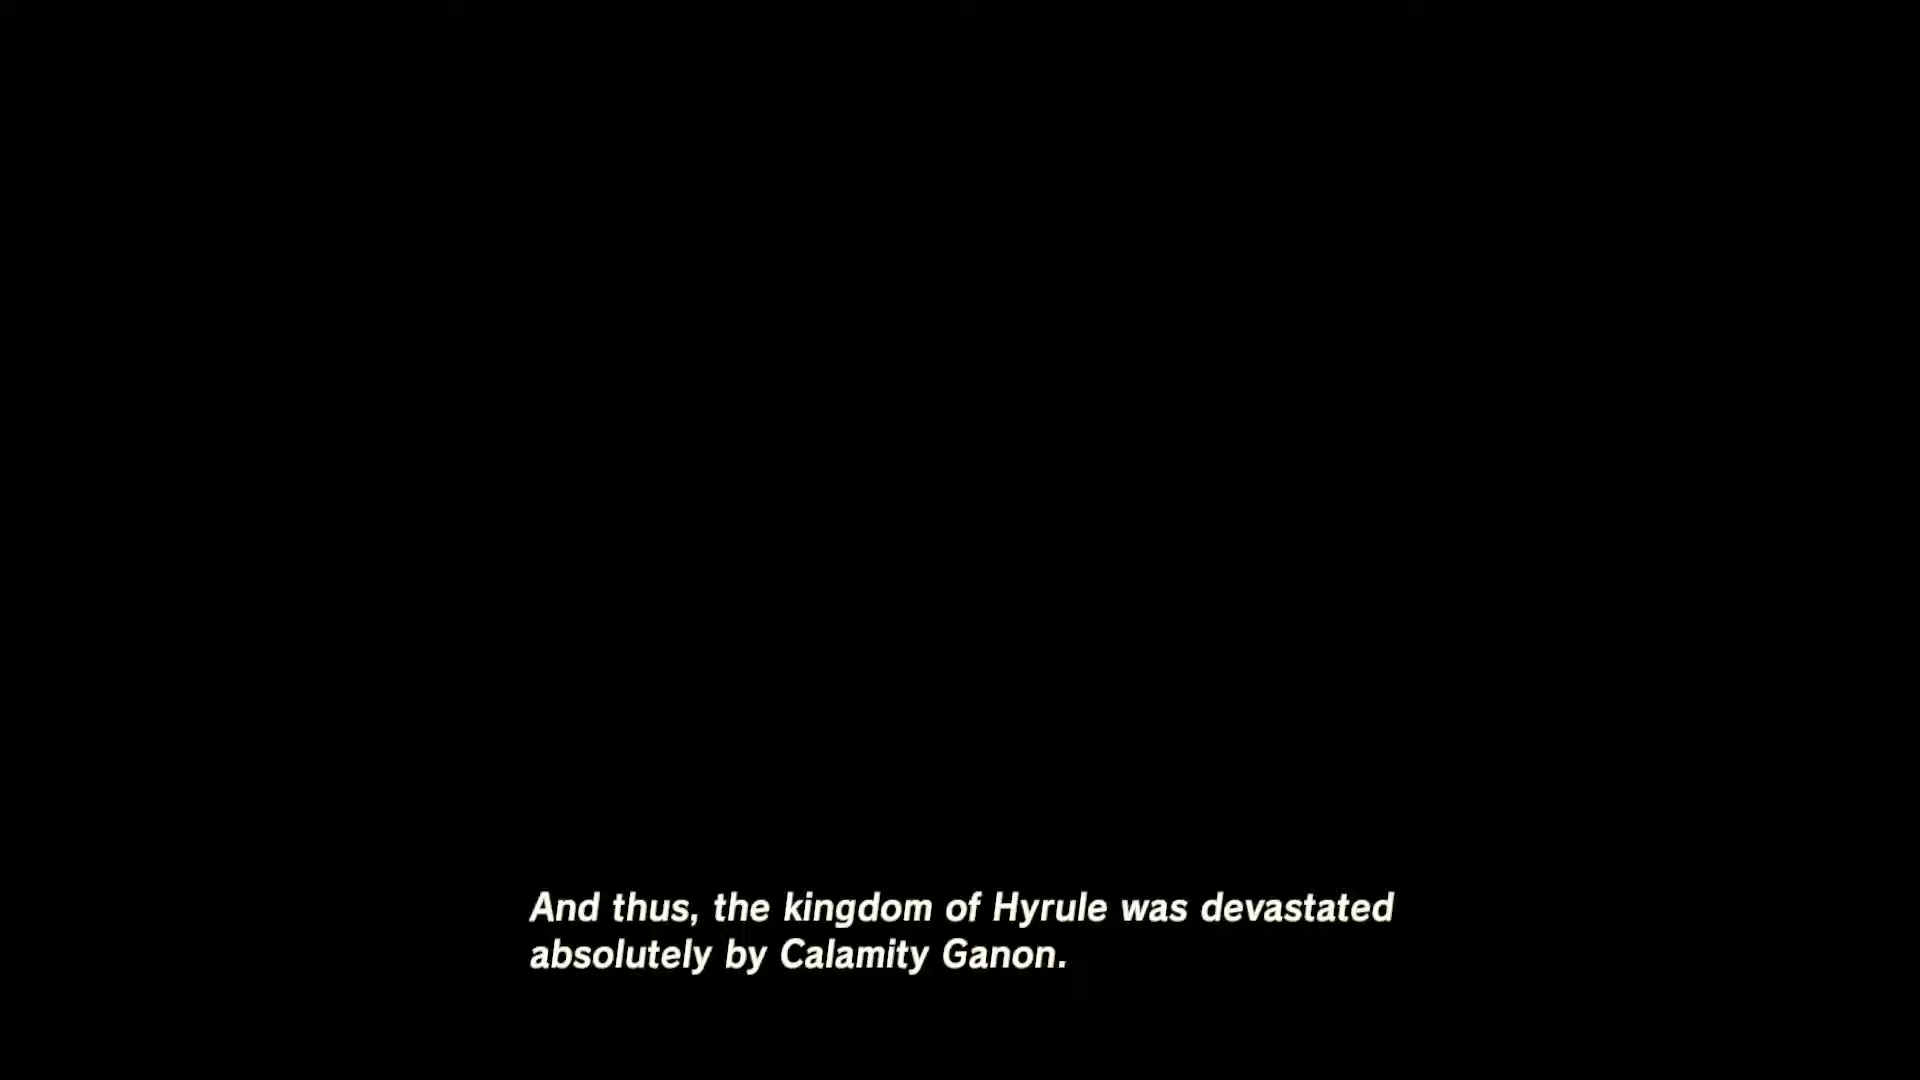 And thus, the kingdom of Hyrule was devastated
absolutely by Calamity Ganon.